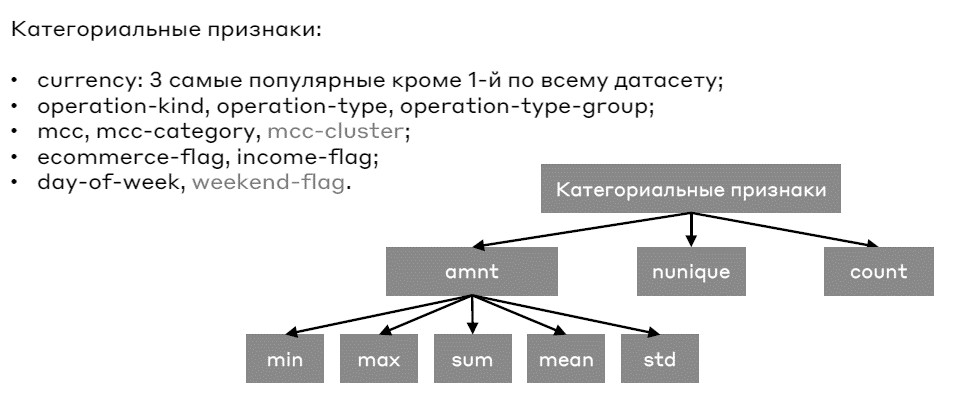 Категориальные признаки:
• currency: 3 самые популярные кроме 1-й по всему датасету;
• operation-kind, operation-type, operation-type-group;
• mcc, mcc-category, mcc-cluster;
• ecommerce-flag, income-flag;
• day-of-week, weekend-flag.
Категориальные признаки
amnt nunique count
min max sum mean std